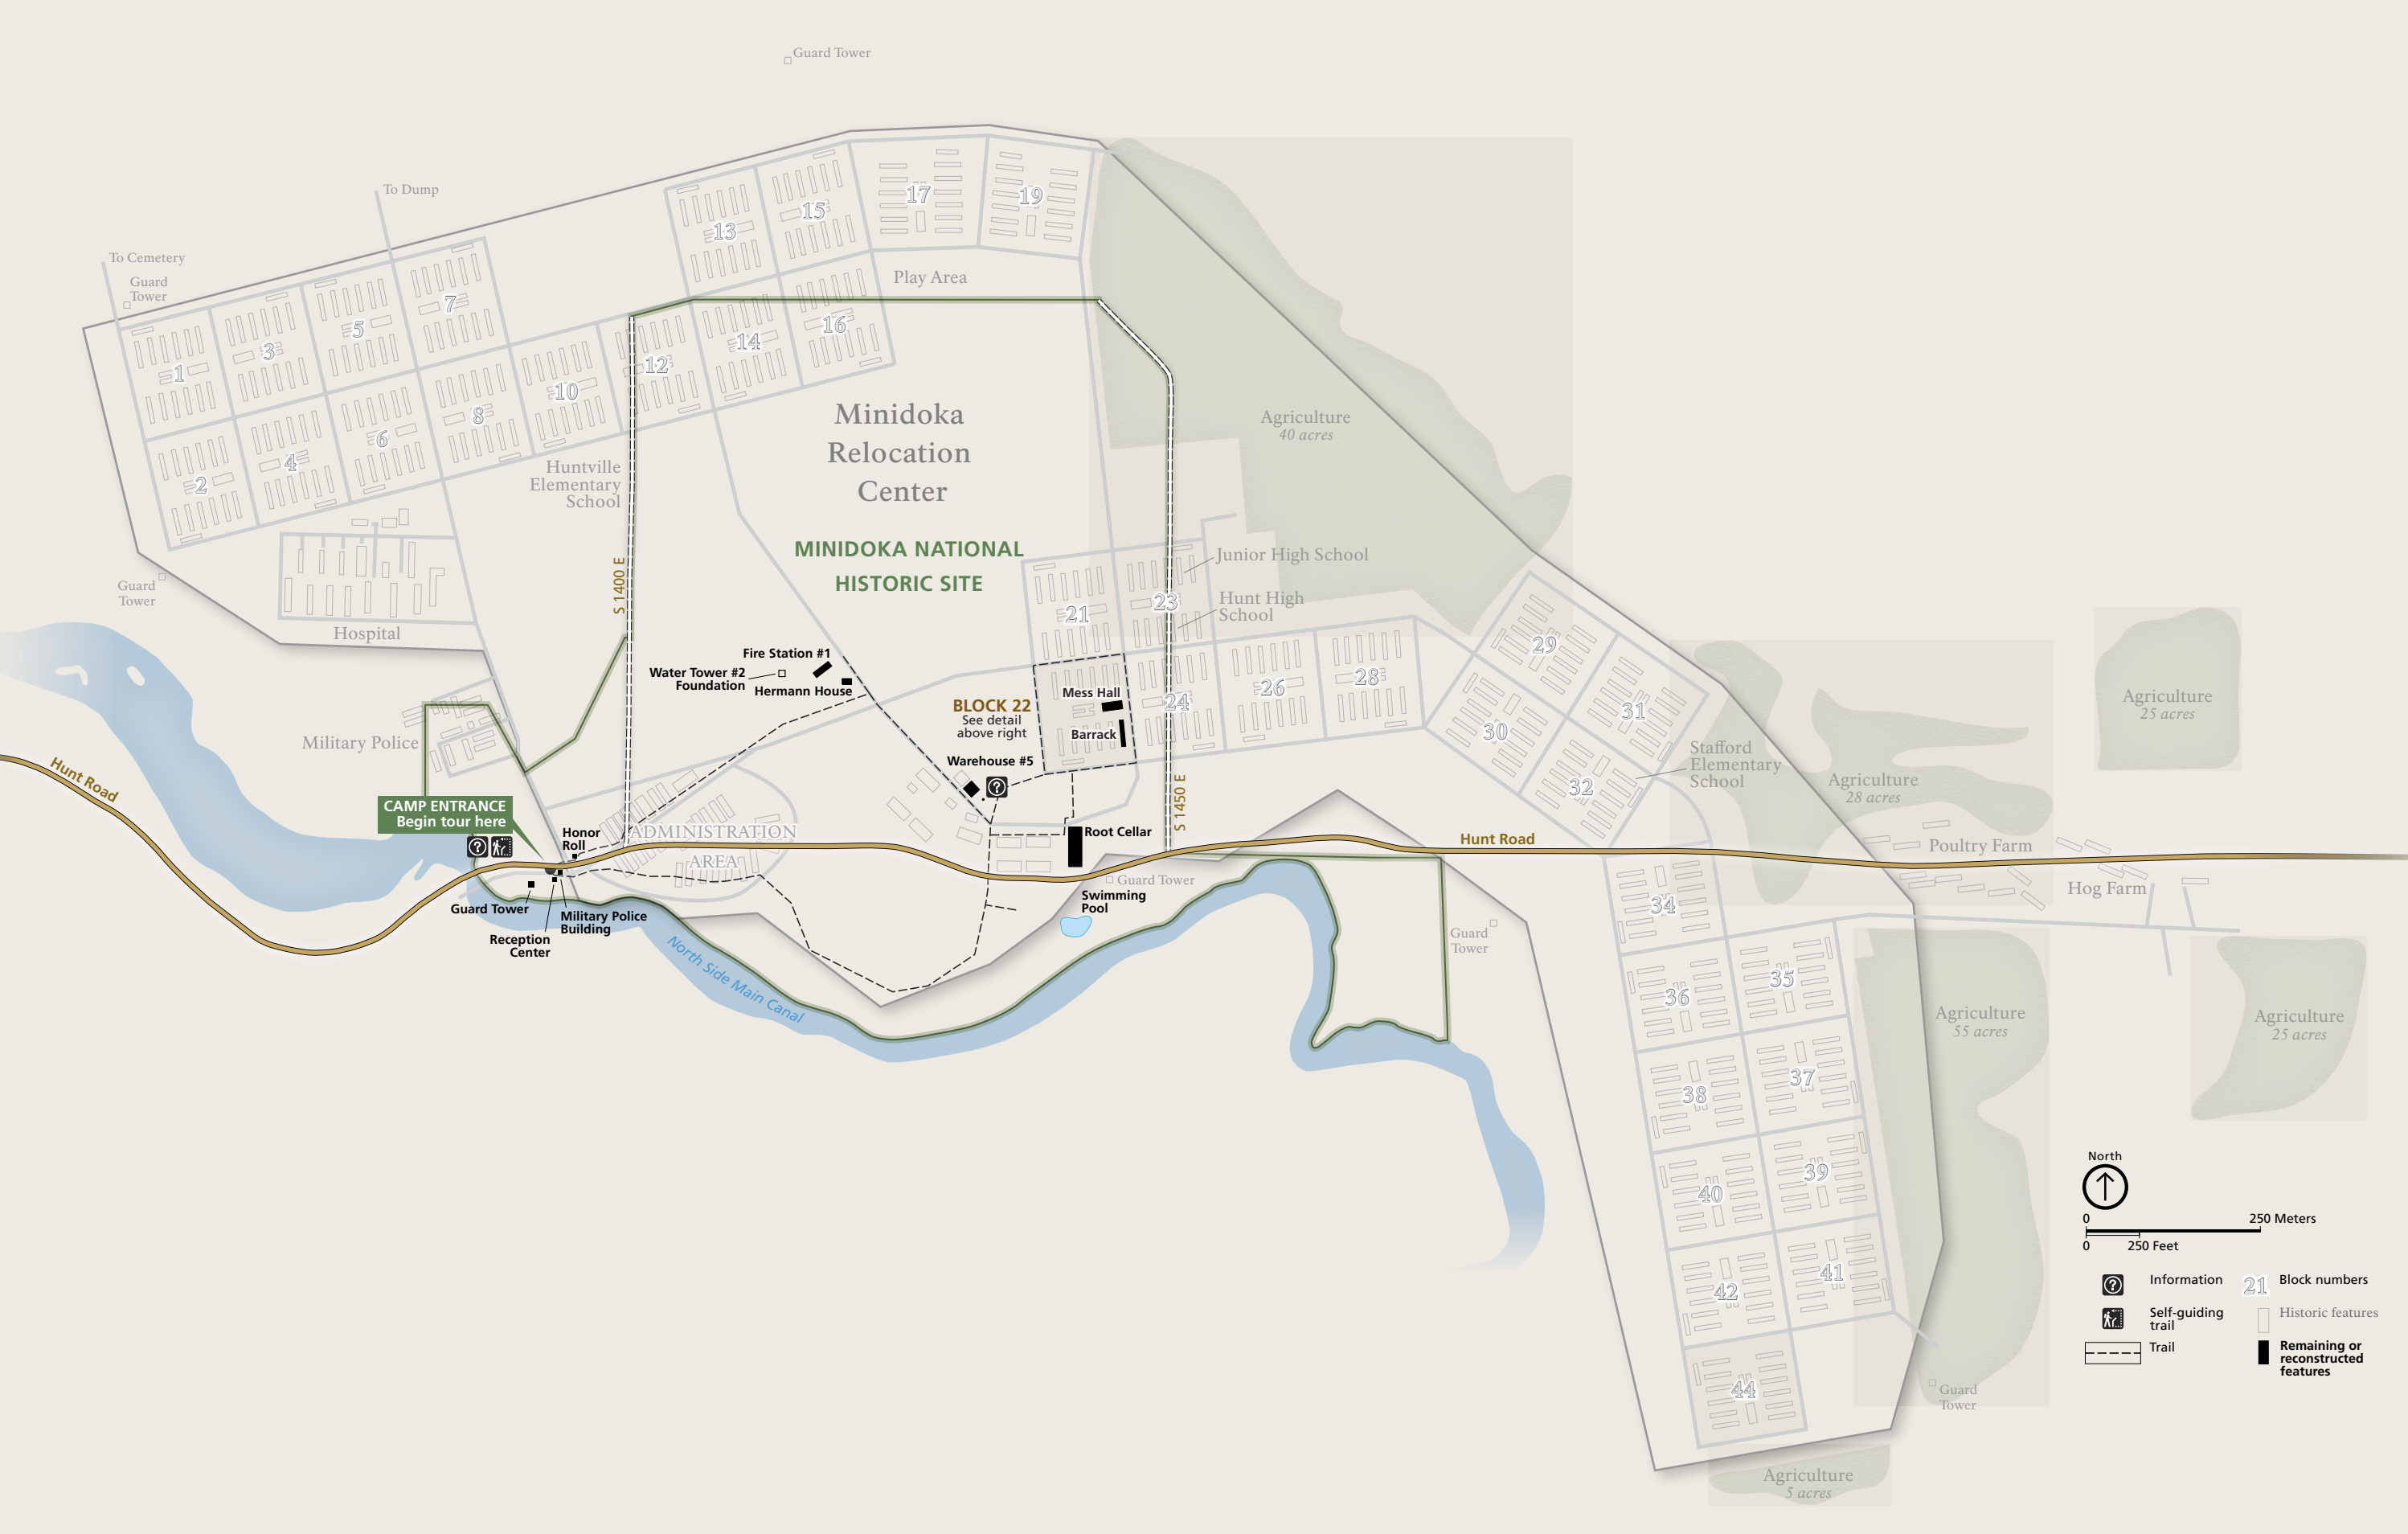 Guard Tower
To Dump
To Cemetery
Guard
Tower
13
15
17
19
Play Area
1
3
5
7
2
4
6
8
10
12
14
16
Huntville
Elementary
School
Minidoka
Relocation
Center
MINIDOKA NATIONAL
HISTORIC SITE
Agriculture
40 acres
Guard
Tower
Hospital
S 1400 E
Junior High School
Hunt High
School
21
23
Fire Station #1
Water Tower #2
Foundation
Hermann House
BLOCK 22
See detail
above right
Mess Hall
Barrack
24
26
28
29
30
31
32
Stafford
Elementary
School
Agriculture
28 acres
Agriculture
25 acres
Military Police
Hunt Road
Warehouse #5
S 1450 E
CAMP ENTRANCE
Begin tour here
Honor
Roll
ADMINISTRATION
AREA
Root Cellar
Hunt Road
Poultry Farm
Hog Farm
Guard Tower
Guard Tower
Military Police
Building
Reception
Center
Swimming
Pool
North Side Main Canal
Guard
Tower
34
35
36
37
38
39
40
41
42
44
Agriculture
55 acres
Agriculture
25 acres
Guard
Tower
Agriculture
5 acres
North
0
250 Meters
0
250 Feet
Information
21
Block numbers
Self-guiding
trail
Historic features
Trail
Remaining or
reconstructed
features